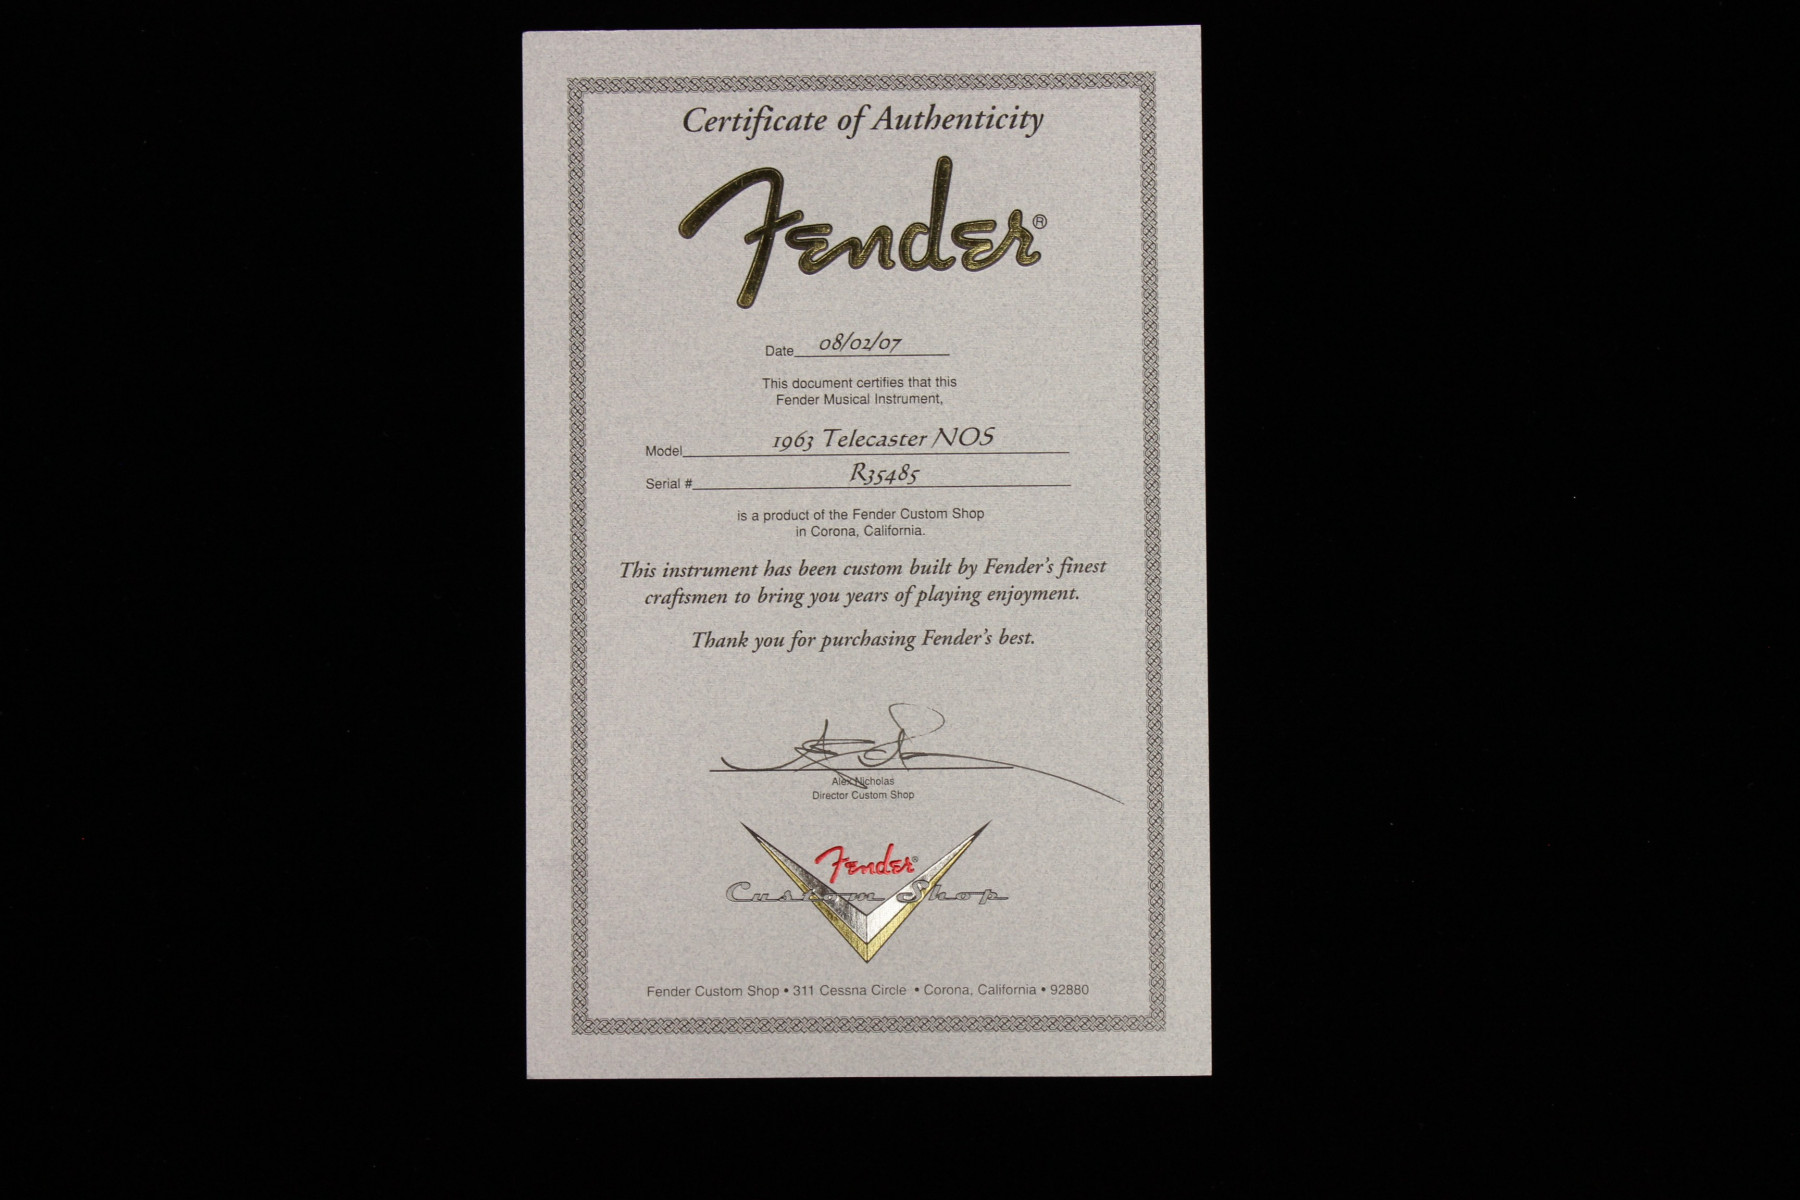 Certificate of Authenticity
Fender®
Date 08/02/07
This document certifies that this
Fender Musical Instrument,
Model 1963 Telecaster NOS
Serial # R35485
is a product of the Fender Custom Shop
in Corona, California.
This instrument has been custom built by Fender's finest
craftsmen to bring you years of playing enjoyment.
Thank you for purchasing Fender's best.
Alex Nicholas
Director Custom Shop
Fender®
Custom Shop
Fender Custom Shop • 311 Cessna Circle • Corona, California • 92880